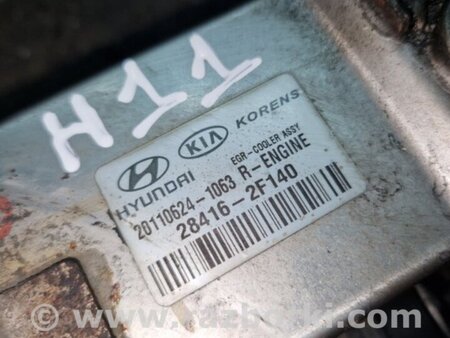 H11
HYUNDAI KIA KORENS
EGR-COOLER ASSY
20110624-1063 R-ENGINE
28416-2F140
© www.razborki.com